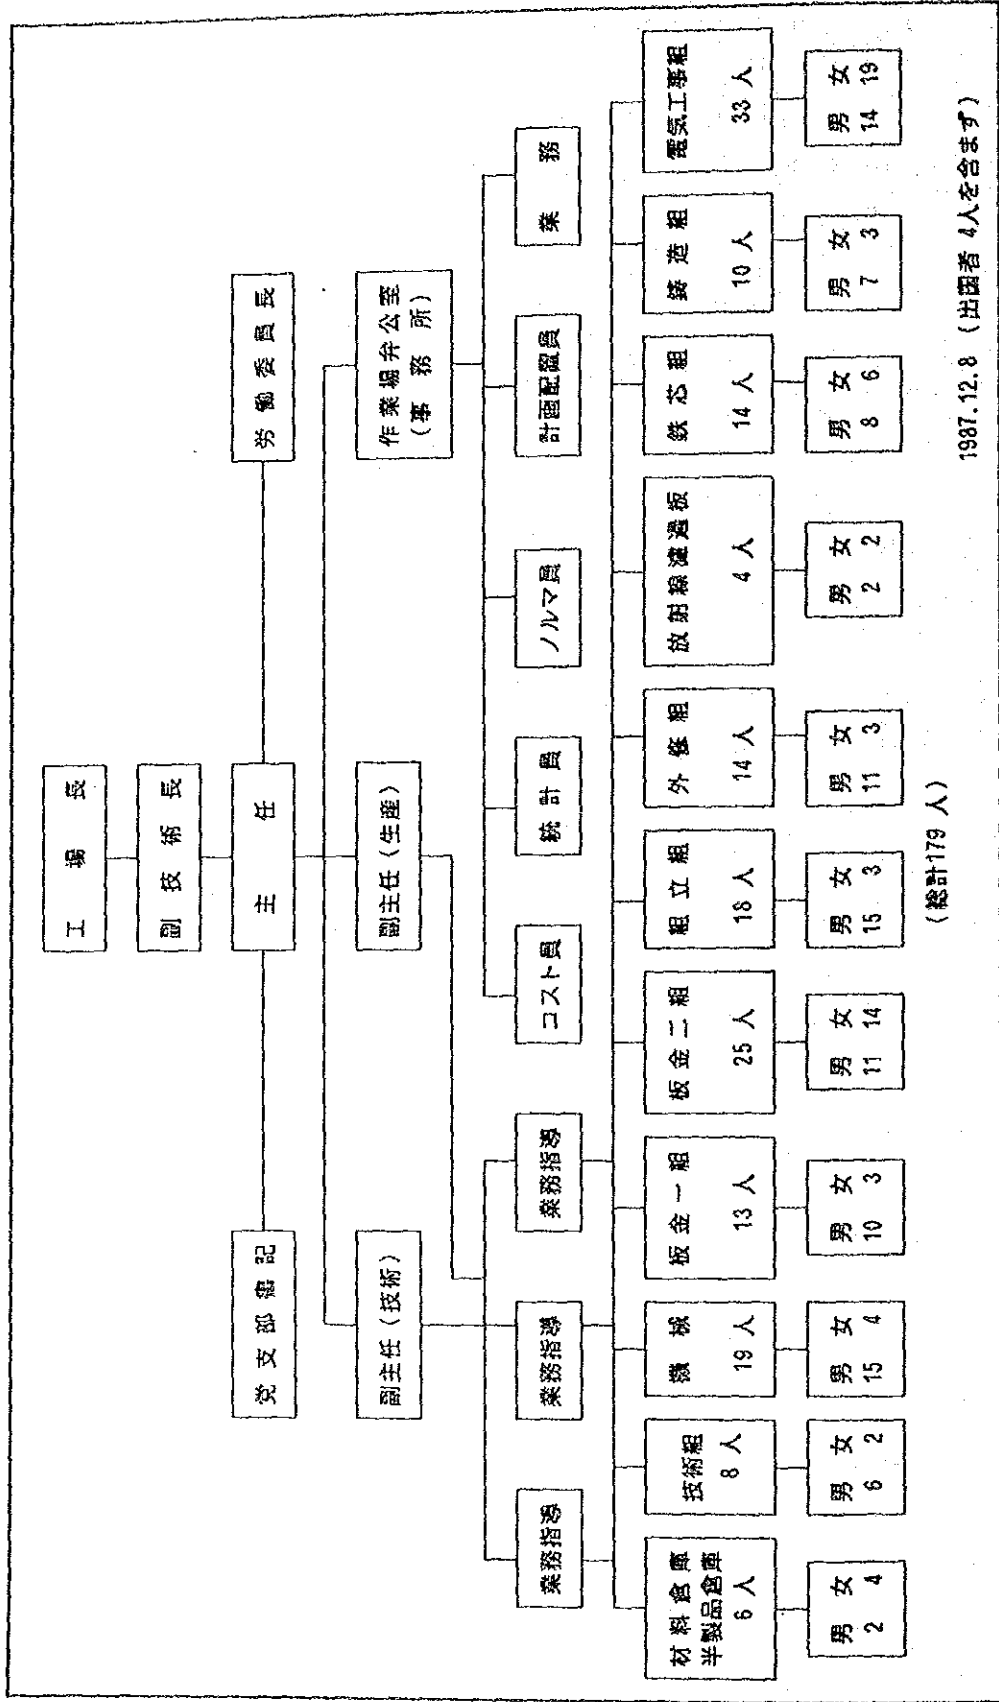 工場長
副技術長
主任
党支部書記
労働委員長
副主任(技術)
副主任(生産)
作業場弁公室
(事務所)
業務指導
業務指導
業務指導
コスト員
統計員
ノルマ員
計画配置員
業務
材料倉庫
半製品倉庫
6人
技術組
8人
機械
19人
板金一組
13人
板金二組
25人
組立組
18人
外修組
14人
放射線濾過板
4人
鉄芯組
14人
鋳造組
10人
電気工事組
33人
男 女
2 4
男 女
6 2
男 女
15 4
男 女
10 3
男 女
11 14
男 女
15 3
男 女
11 3
男 女
2 2
男 女
8 6
男 女
7 3
男 女
14 19
(総計179人)
1987.12.8 (出国者4人を含まず)